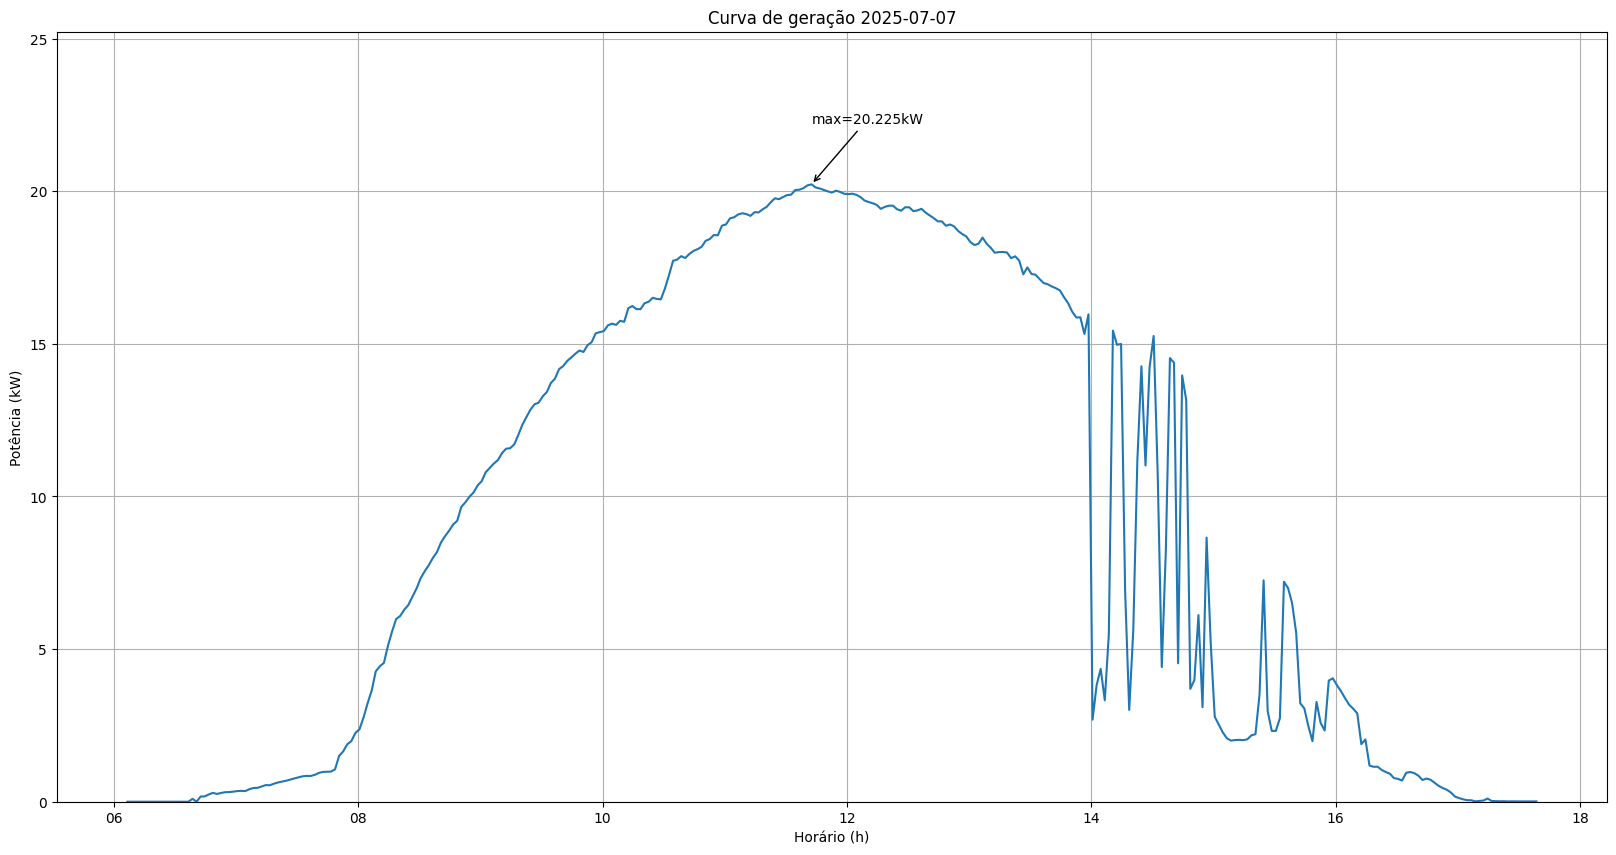 Curva de geração 2025-07-07
25
max=20.225kW
20
15
Potência (kW)
10
5
0
06 08 10 12 14 16 18
Horário (h)